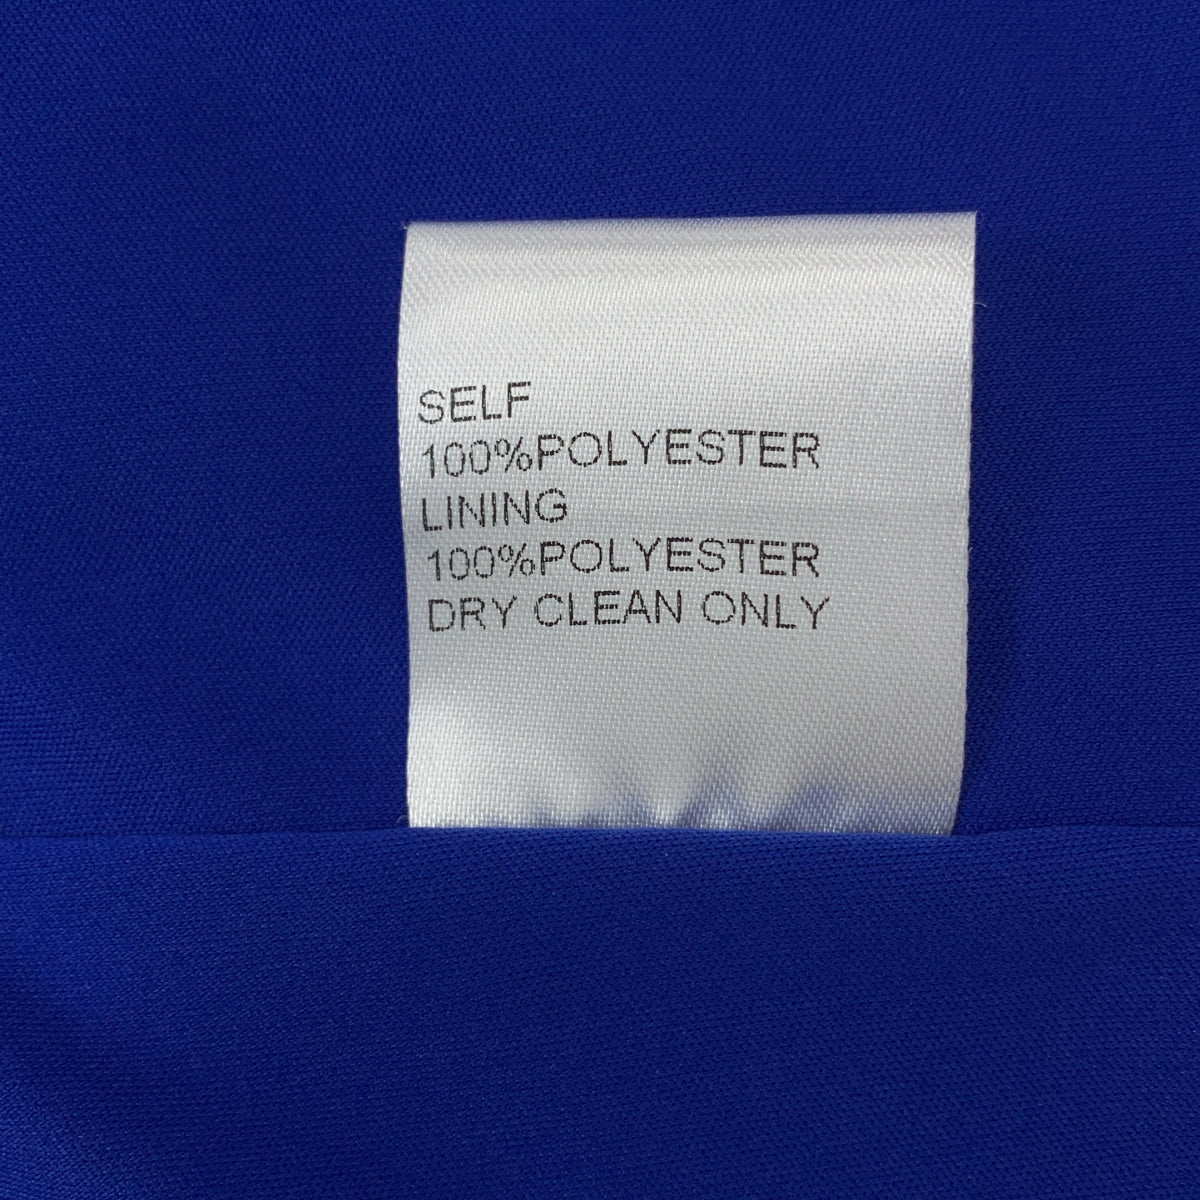 SELF
100%POLYESTER
LINING
100%POLYESTER
DRY CLEAN ONLY